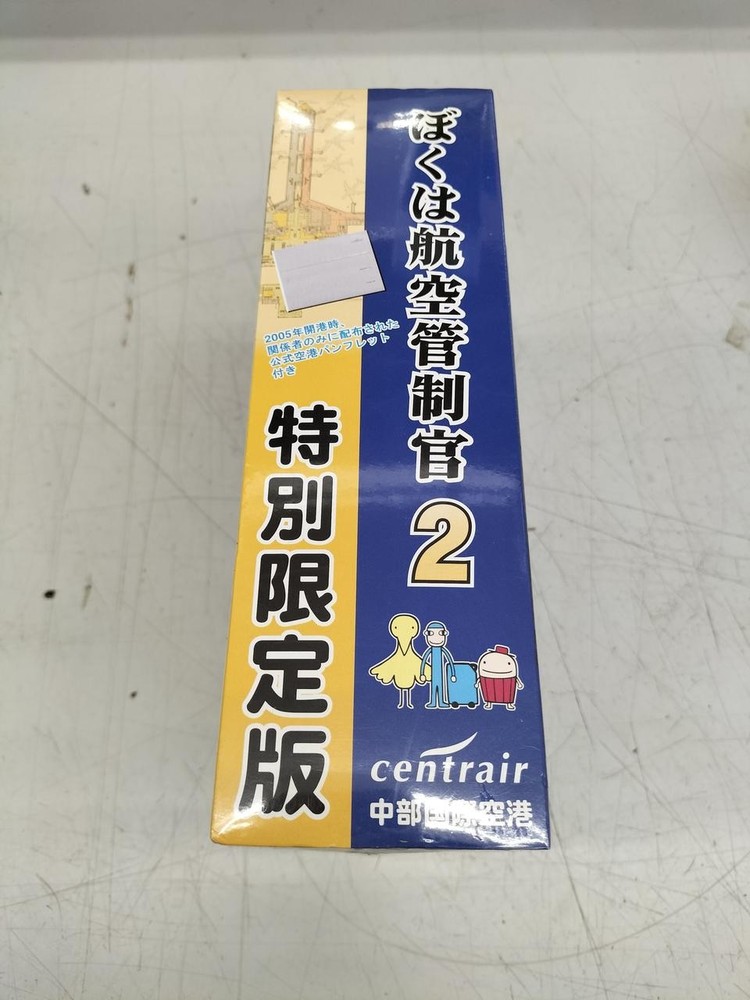 ぼくは航空管制官
2
2005年開港時、
関係者のみに配布された
公式空港パンフレット
付き
特別限定版
centrair
中部国際空港